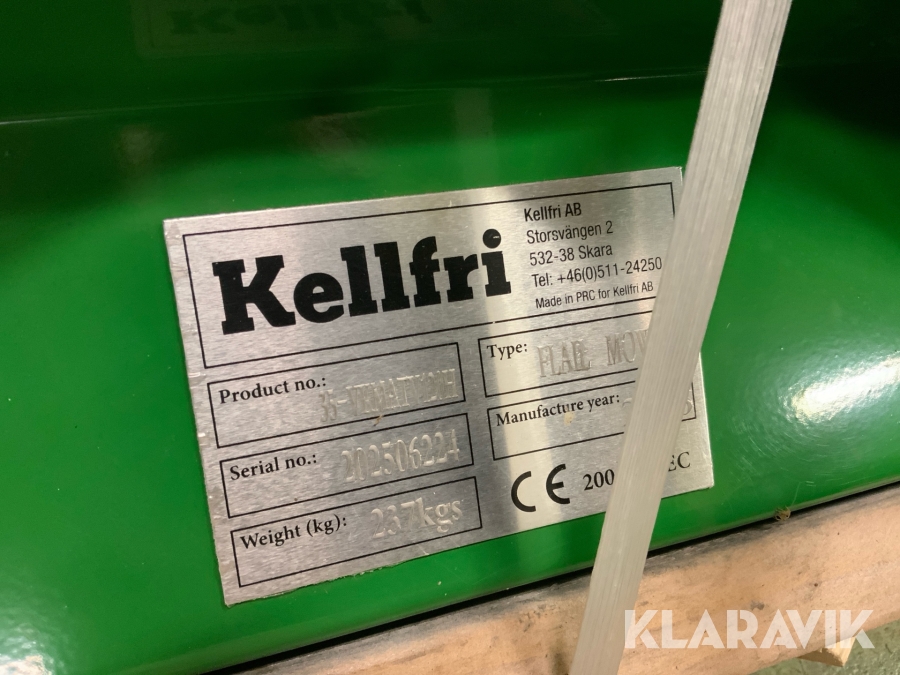 Kellfri
Kellfri AB
Storsvängen 2
532-38 Skara
Tel: +46(0)511-24250
Made in PRC for Kellfri AB
Product no.:
Type: FLAIL
Serial no.: 202506224
Manufacture year:
Weight (kg): 237kgs
CE
KLARAVIK